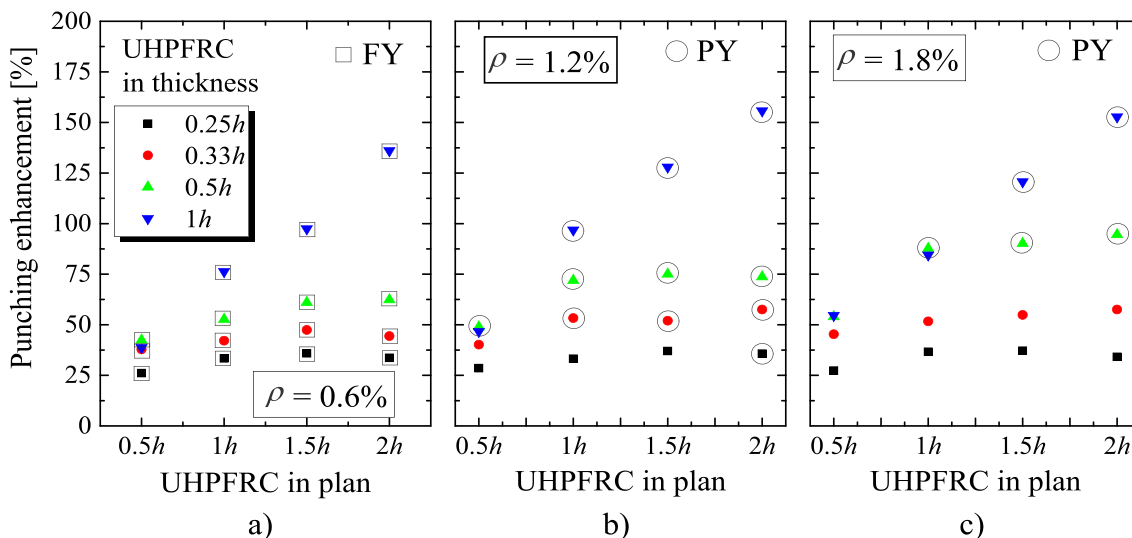 Punching enhancement [%]
200
175
150
125
100
75
50
25
0
UHPFRC
in thickness
0.25h
0.33h
0.5h
1h
FY
ρ = 0.6%
0.5h 1h 1.5h 2h
UHPFRC in plan
a)
ρ = 1.2%
PY
0.5h 1h 1.5h 2h
UHPFRC in plan
b)
ρ = 1.8%
PY
0.5h 1h 1.5h 2h
UHPFRC in plan
c)